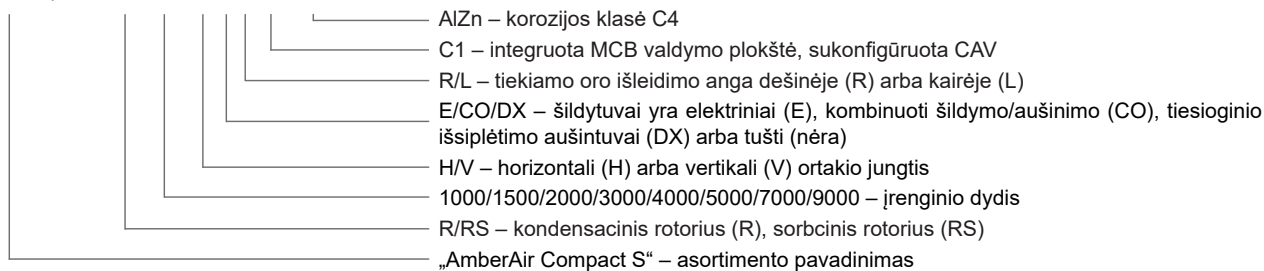 AlZn – korozijos klasė C4
C1 – integruota MCB valdymo plokštė, sukonfigūruota CAV
R/L – tiekiamo oro išleidimo anga dešinėje (R) arba kairėje (L)
E/CO/DX – šildytuvai yra elektriniai (E), kombinuoti šildymo/aušinimo (CO), tiesioginio
išsiplėtimo aušintuvai (DX) arba tušti (nėra)
H/V – horizontali (H) arba vertikali (V) ortakio jungtis
1000/1500/2000/3000/4000/5000/7000/9000 – įrenginio dydis
R/RS – kondensacinis rotorius (R), sorbcinis rotorius (RS)
„AmberAir Compact S“ – asortimento pavadinimas